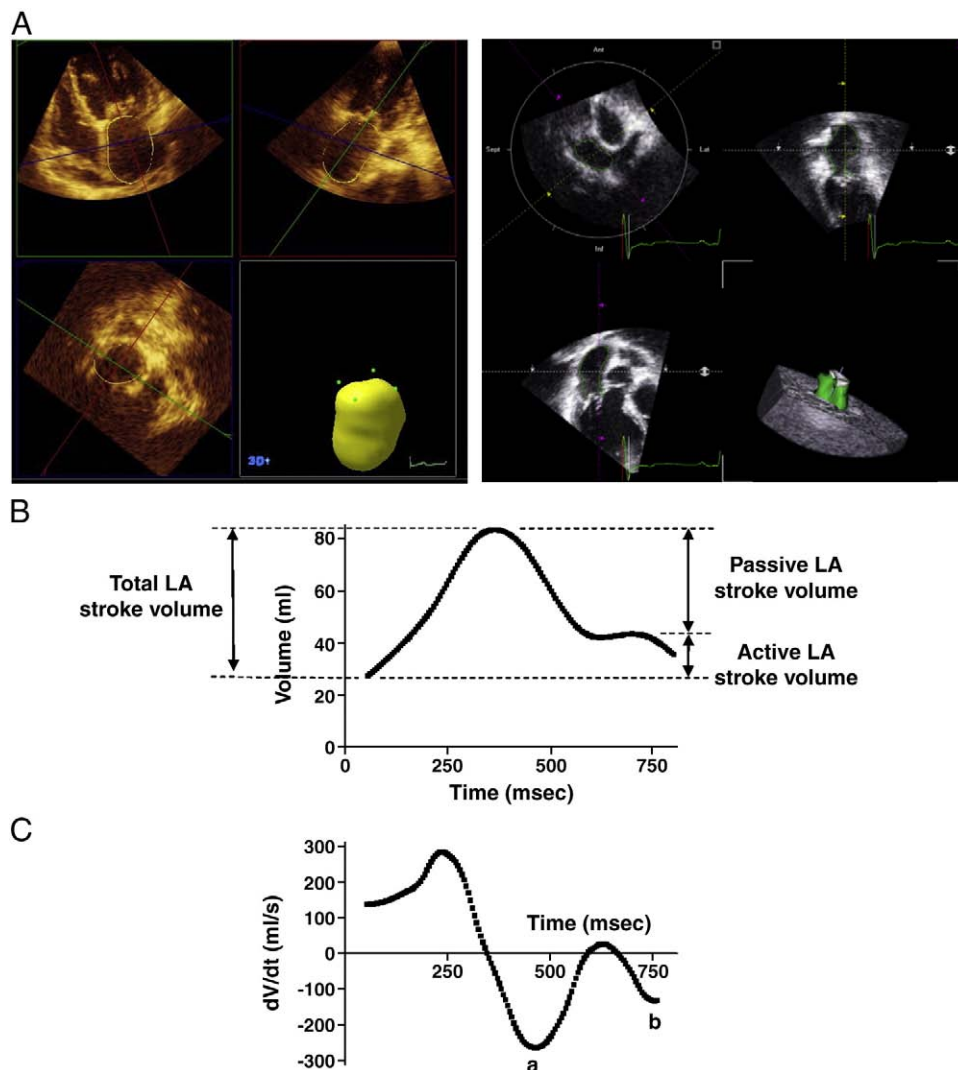 A
Ant
Sept
Lat
Inf
3D+
B
80
60
40
20
0
Volume (ml)
0
250
500
750
Time (msec)
Total LA
stroke volume
Passive LA
stroke volume
Active LA
stroke volume
C
300
200
100
0
-100
-200
-300
dV/dt (ml/s)
Time (msec)
250
500
750
a
b